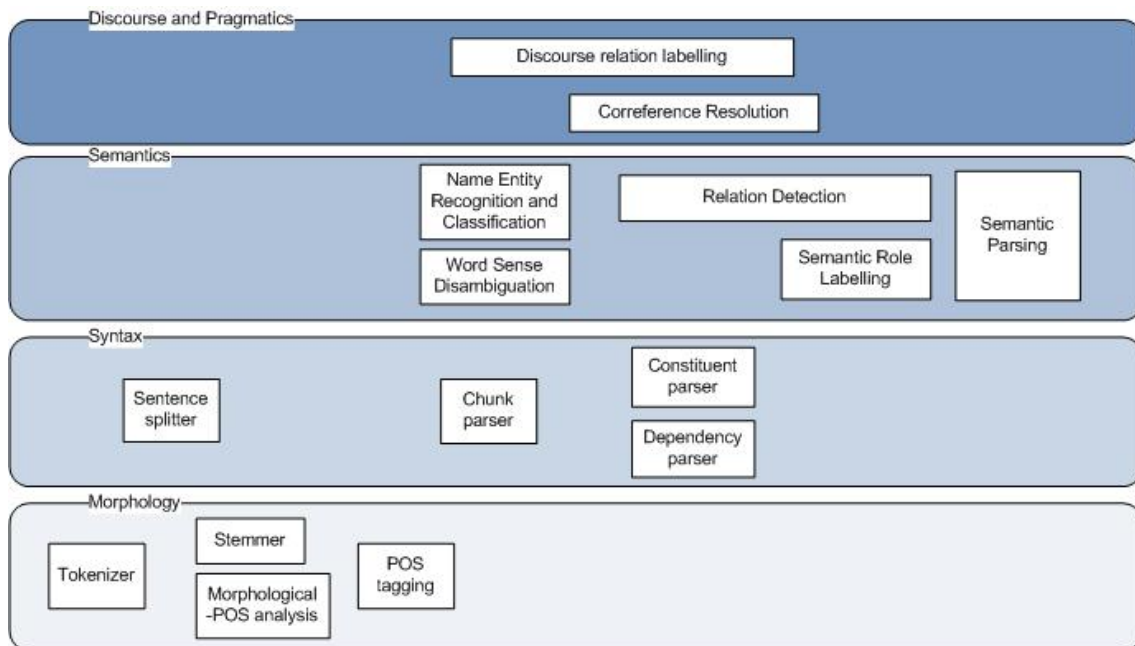 Discourse and Pragmatics
Discourse relation labelling
Correference Resolution
Semantics
Name Entity
Recognition and
Classification
Relation Detection
Semantic
Parsing
Word Sense
Disambiguation
Semantic Role
Labelling
Syntax
Sentence
splitter
Chunk
parser
Constituent
parser
Dependency
parser
Morphology
Tokenizer
Stemmer
Morphological
-POS analysis
POS
tagging